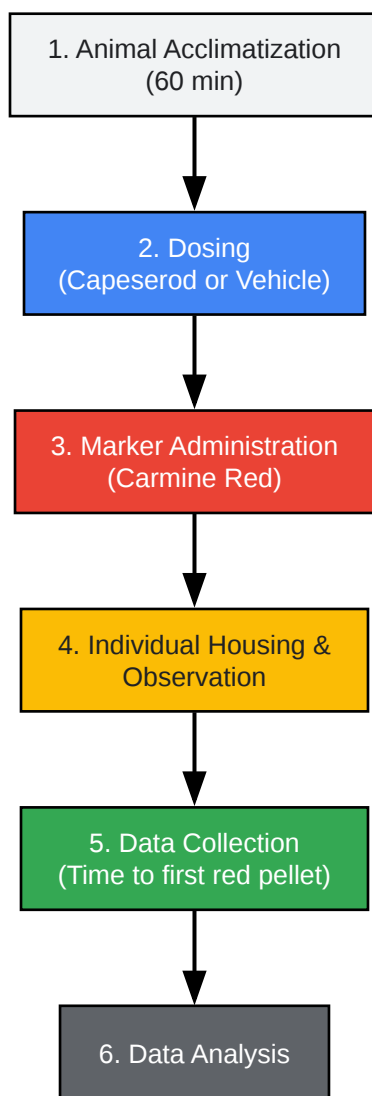 1. Animal Acclimatization
(60 min)
2. Dosing
(Capeserod or Vehicle)
3. Marker Administration
(Carmine Red)
4. Individual Housing &
Observation
5. Data Collection
(Time to first red pellet)
6. Data Analysis